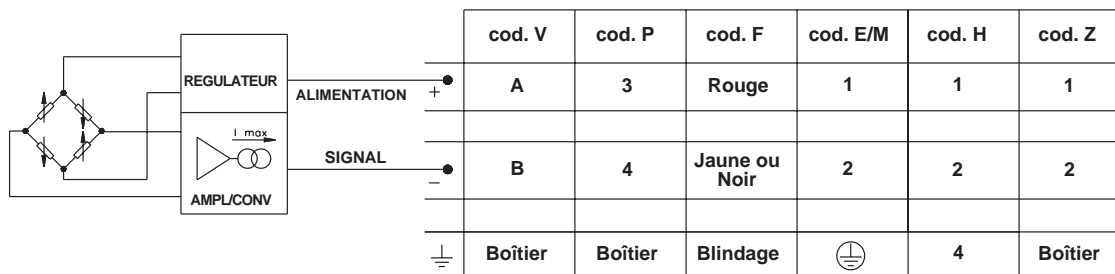 cod. V cod. P cod. F cod. E/M cod. H cod. Z
REGULATEUR
ALIMENTATION + A 3 Rouge 1 1 1
I max
SIGNAL – B 4 Jaune ou Noir 2 2 2
AMPL/CONV
Boîtier Boîtier Blindage 4 Boîtier